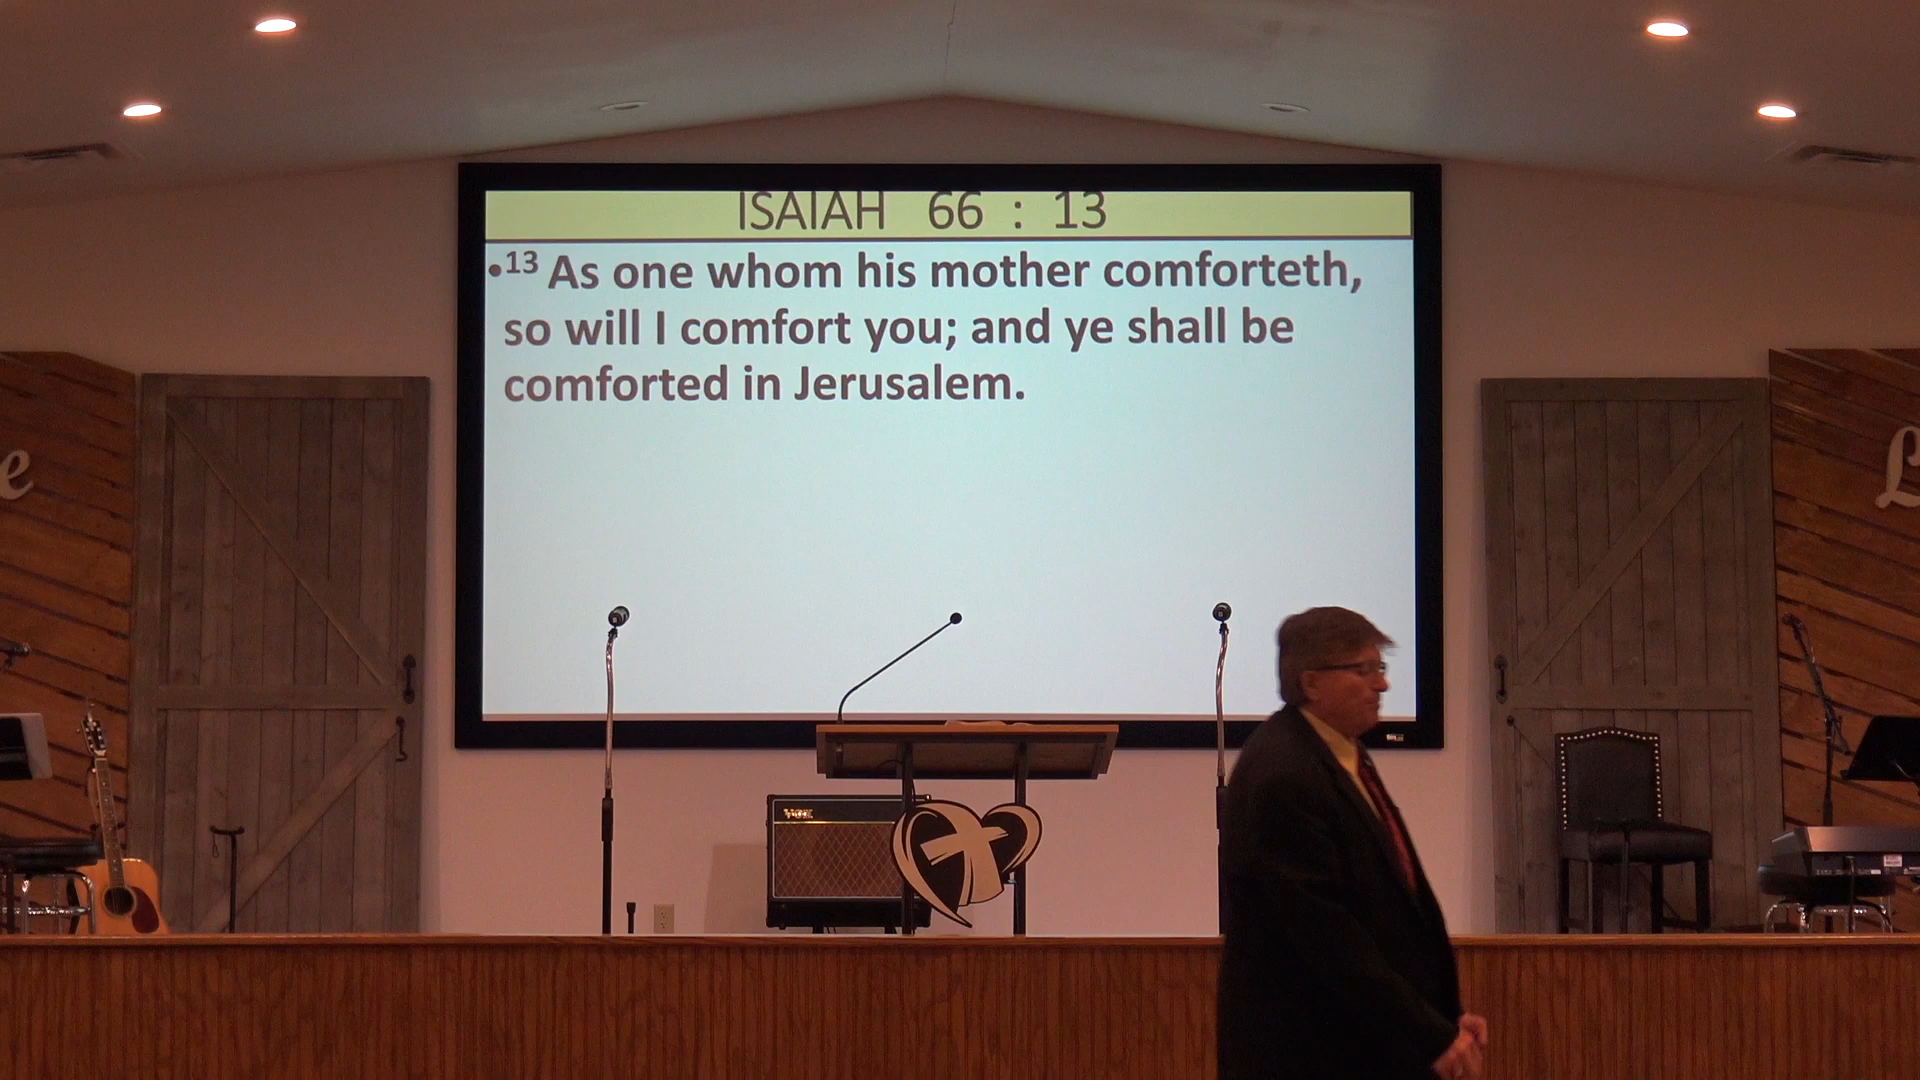 ISAIAH 66 : 13
•13 As one whom his mother comforteth,
so will I comfort you; and ye shall be
comforted in Jerusalem.
e
L
VOX